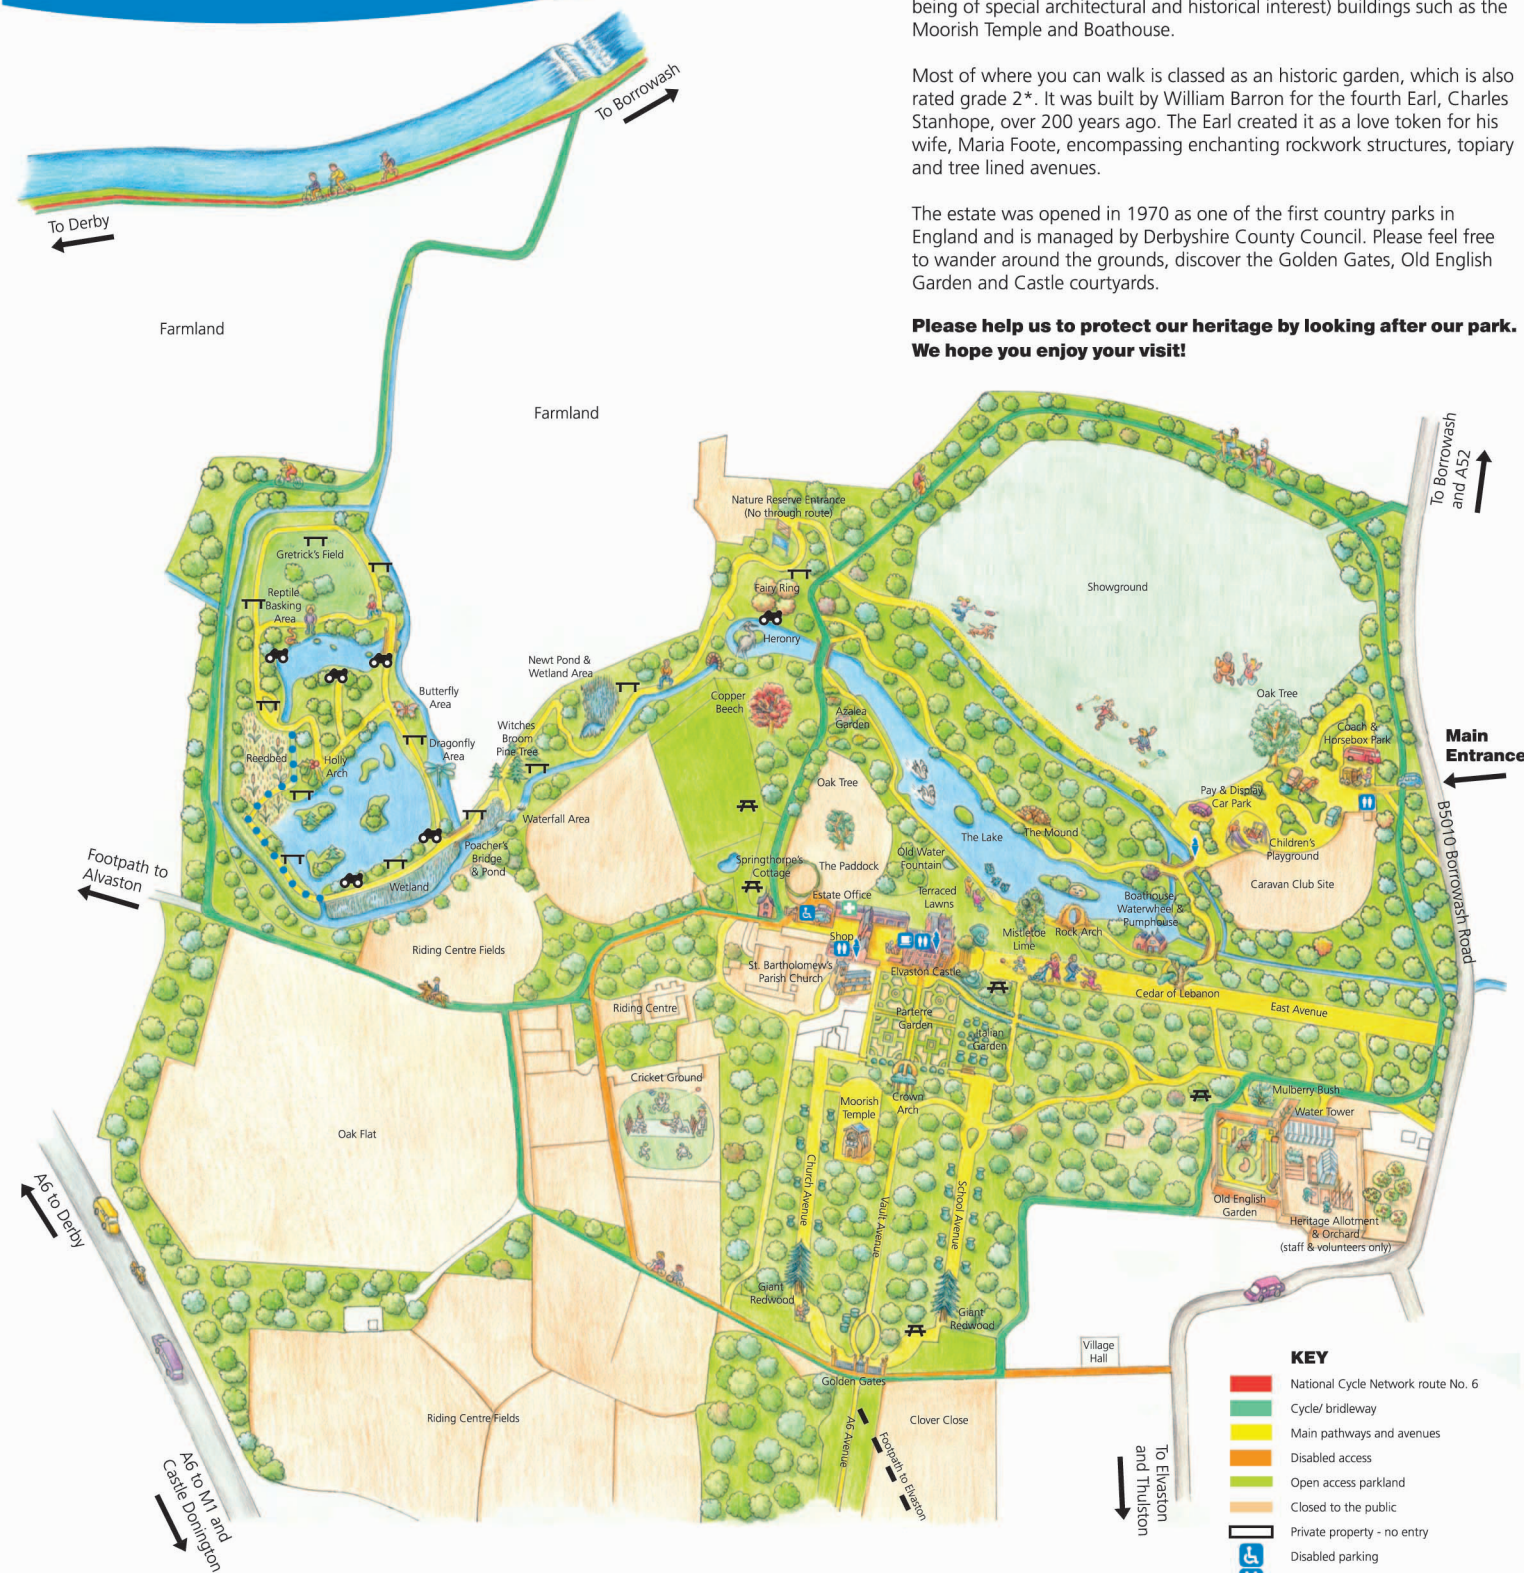 being of special architectural and historical interest) buildings such as the
Moorish Temple and Boathouse.
Most of where you can walk is classed as an historic garden, which is also
rated grade 2*. It was built by William Barron for the fourth Earl, Charles
Stanhope, over 200 years ago. The Earl created it as a love token for his
wife, Maria Foote, encompassing enchanting rockwork structures, topiary
and tree lined avenues.
The estate was opened in 1970 as one of the first country parks in
England and is managed by Derbyshire County Council. Please feel free
to wander around the grounds, discover the Golden Gates, Old English
Garden and Castle courtyards.
Please help us to protect our heritage by looking after our park.
We hope you enjoy your visit!
To Borrowash
To Derby
Farmland
Farmland
To Borrowash
and A52
Nature Reserve Entrance
(No through route)
Gretrick's Field
Reptile
Basking
Area
Fairy Ring
Showground
Heronry
Newt Pond &
Wetland Area
Butterfly
Area
Copper
Beech
Azalea
Garden
Oak Tree
Coach &
Horsebox Park
Main
Entrance
Witches
Broom
Pine Tree
Dragonfly
Area
Reedbed
Holly
Arch
Oak Tree
Pay & Display
Car Park
B5010 Borrowash Road
Waterfall Area
The Lake
The Mound
Children's
Playground
Poacher's
Bridge
& Pond
Springthorpe's
Cottage
The Paddock
Old Water
Fountain
Footpath to
Alvaston
Wetland
Estate Office
Terraced
Lawns
Caravan Club Site
Boathouse,
Waterwheel &
Pumphouse
Mistletoe
Lime
Rock Arch
Riding Centre Fields
Shop
St. Bartholomew's
Parish Church
Elvaston Castle
Cedar of Lebanon
East Avenue
Riding Centre
Parterre
Garden
Italian
Garden
Cricket Ground
Crown
Arch
Moorish
Temple
Mulberry Bush
Water Tower
Oak Flat
Church Avenue
Vault Avenue
School Avenue
Old English
Garden
Heritage Allotment
& Orchard
(staff & volunteers only)
A6 to Derby
Giant
Redwood
Giant
Redwood
Village
Hall
Golden Gates
Riding Centre Fields
A6 Avenue
Clover Close
Footpath to Elvaston
To Elvaston
and Thulston
A6 to M1 and
Castle Donington
KEY
National Cycle Network route No. 6
Cycle/ bridleway
Main pathways and avenues
Disabled access
Open access parkland
Closed to the public
Private property - no entry
Disabled parking